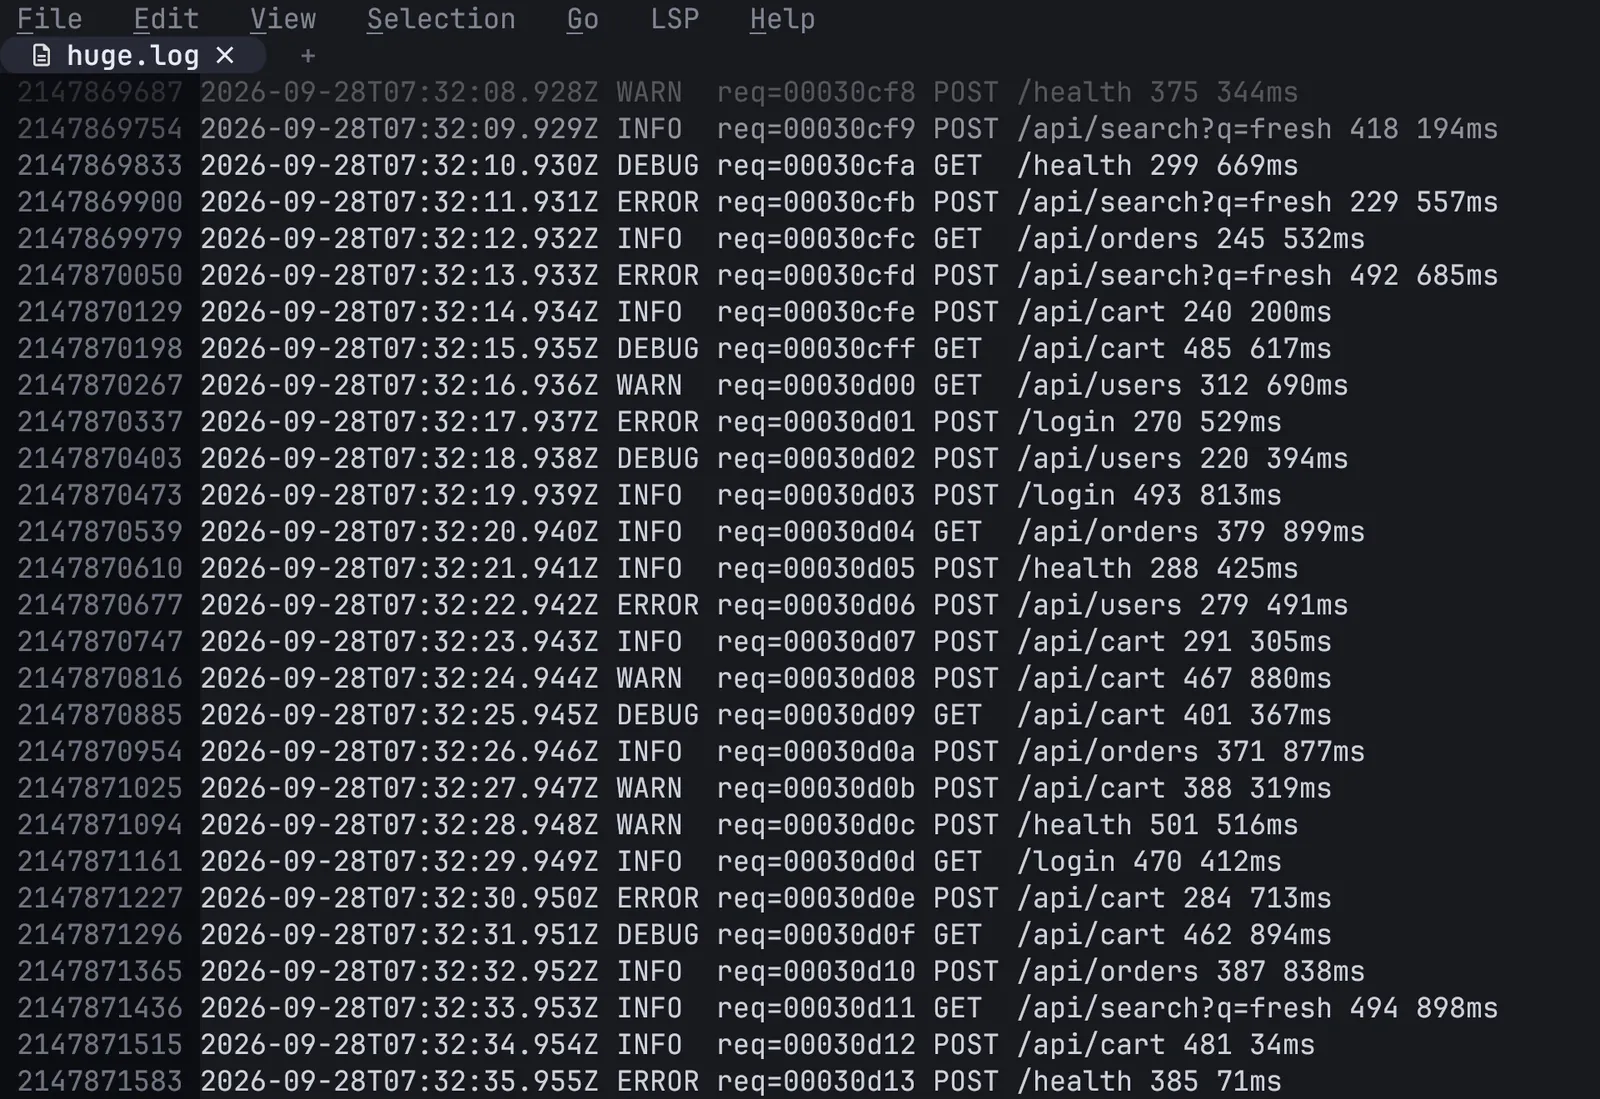 File Edit View Selection Go LSP Help
huge.log × +
2147869687 2026-09-28T07:32:08.928Z WARN req=00030cf8 POST /health 375 344ms
2147869754 2026-09-28T07:32:09.929Z INFO req=00030cf9 POST /api/search?q=fresh 418 194ms
2147869833 2026-09-28T07:32:10.930Z DEBUG req=00030cfa GET /health 299 669ms
2147869900 2026-09-28T07:32:11.931Z ERROR req=00030cfb POST /api/search?q=fresh 229 557ms
2147869979 2026-09-28T07:32:12.932Z INFO req=00030cfc GET /api/orders 245 532ms
2147870050 2026-09-28T07:32:13.933Z ERROR req=00030cfd POST /api/search?q=fresh 492 685ms
2147870129 2026-09-28T07:32:14.934Z INFO req=00030cfe POST /api/cart 240 200ms
2147870198 2026-09-28T07:32:15.935Z DEBUG req=00030cff GET /api/cart 485 617ms
2147870267 2026-09-28T07:32:16.936Z WARN req=00030d00 GET /api/users 312 690ms
2147870337 2026-09-28T07:32:17.937Z ERROR req=00030d01 POST /login 270 529ms
2147870403 2026-09-28T07:32:18.938Z DEBUG req=00030d02 POST /api/users 220 394ms
2147870473 2026-09-28T07:32:19.939Z INFO req=00030d03 POST /login 493 813ms
2147870539 2026-09-28T07:32:20.940Z INFO req=00030d04 GET /api/orders 379 899ms
2147870610 2026-09-28T07:32:21.941Z INFO req=00030d05 POST /health 288 425ms
2147870677 2026-09-28T07:32:22.942Z ERROR req=00030d06 POST /api/users 279 491ms
2147870747 2026-09-28T07:32:23.943Z INFO req=00030d07 POST /api/cart 291 305ms
2147870816 2026-09-28T07:32:24.944Z WARN req=00030d08 POST /api/cart 467 880ms
2147870885 2026-09-28T07:32:25.945Z DEBUG req=00030d09 GET /api/cart 401 367ms
2147870954 2026-09-28T07:32:26.946Z INFO req=00030d0a POST /api/orders 371 877ms
2147871025 2026-09-28T07:32:27.947Z WARN req=00030d0b POST /api/cart 388 319ms
2147871094 2026-09-28T07:32:28.948Z WARN req=00030d0c POST /health 501 516ms
2147871161 2026-09-28T07:32:29.949Z INFO req=00030d0d GET /login 470 412ms
2147871227 2026-09-28T07:32:30.950Z ERROR req=00030d0e POST /api/cart 284 713ms
2147871296 2026-09-28T07:32:31.951Z DEBUG req=00030d0f GET /api/cart 462 894ms
2147871365 2026-09-28T07:32:32.952Z INFO req=00030d10 POST /api/orders 387 838ms
2147871436 2026-09-28T07:32:33.953Z INFO req=00030d11 GET /api/search?q=fresh 494 898ms
2147871515 2026-09-28T07:32:34.954Z INFO req=00030d12 POST /api/cart 481 34ms
2147871583 2026-09-28T07:32:35.955Z ERROR req=00030d13 POST /health 385 71ms